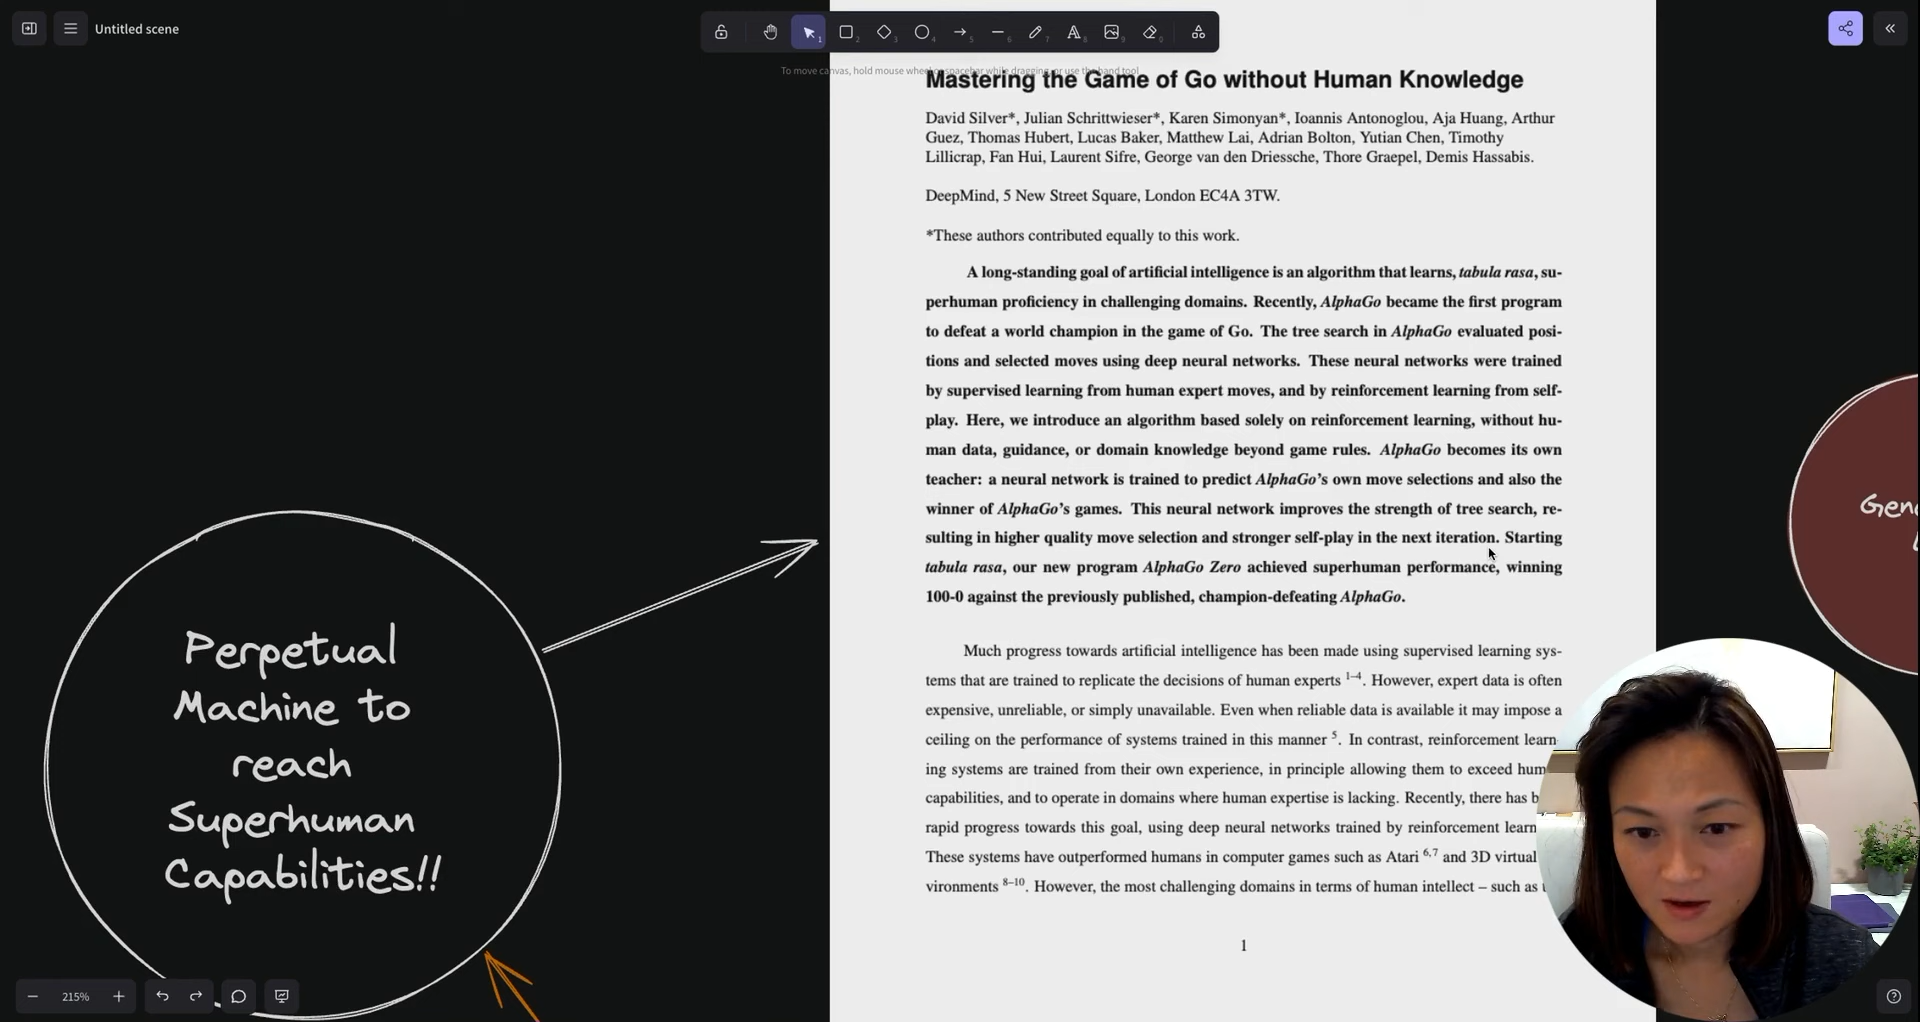 Untitled scene
1
2
3
4
5
6
7
8
9
0
To move canvas, hold mouse wheel or spacebar while dragging, or use the hand tool
Mastering the Game of Go without Human Knowledge
David Silver*, Julian Schrittwieser*, Karen Simonyan*, Ioannis Antonoglou, Aja Huang, Arthur
Guez, Thomas Hubert, Lucas Baker, Matthew Lai, Adrian Bolton, Yutian Chen, Timothy
Lillicrap, Fan Hui, Laurent Sifre, George van den Driessche, Thore Graepel, Demis Hassabis.
DeepMind, 5 New Street Square, London EC4A 3TW.
*These authors contributed equally to this work.
A long-standing goal of artificial intelligence is an algorithm that learns, tabula rasa, su-
perhuman proficiency in challenging domains. Recently, AlphaGo became the first program
to defeat a world champion in the game of Go. The tree search in AlphaGo evaluated posi-
tions and selected moves using deep neural networks. These neural networks were trained
by supervised learning from human expert moves, and by reinforcement learning from self-
play. Here, we introduce an algorithm based solely on reinforcement learning, without hu-
man data, guidance, or domain knowledge beyond game rules. AlphaGo becomes its own
teacher: a neural network is trained to predict AlphaGo's own move selections and also the
winner of AlphaGo's games. This neural network improves the strength of tree search, re-
sulting in higher quality move selection and stronger self-play in the next iteration. Starting
tabula rasa, our new program AlphaGo Zero achieved superhuman performance, winning
100-0 against the previously published, champion-defeating AlphaGo.
Much progress towards artificial intelligence has been made using supervised learning sys-
tems that are trained to replicate the decisions of human experts 1–4. However, expert data is often
expensive, unreliable, or simply unavailable. Even when reliable data is available it may impose a
ceiling on the performance of systems trained in this manner 5. In contrast, reinforcement learn-
ing systems are trained from their own experience, in principle allowing them to exceed hum
capabilities, and to operate in domains where human expertise is lacking. Recently, there has b
rapid progress towards this goal, using deep neural networks trained by reinforcement learn
These systems have outperformed humans in computer games such as Atari 6,7 and 3D virtual
vironments 8–10. However, the most challenging domains in terms of human intellect – such as
1
Perpetual
Machine to
reach
Superhuman
Capabilities!!
Gen
215%